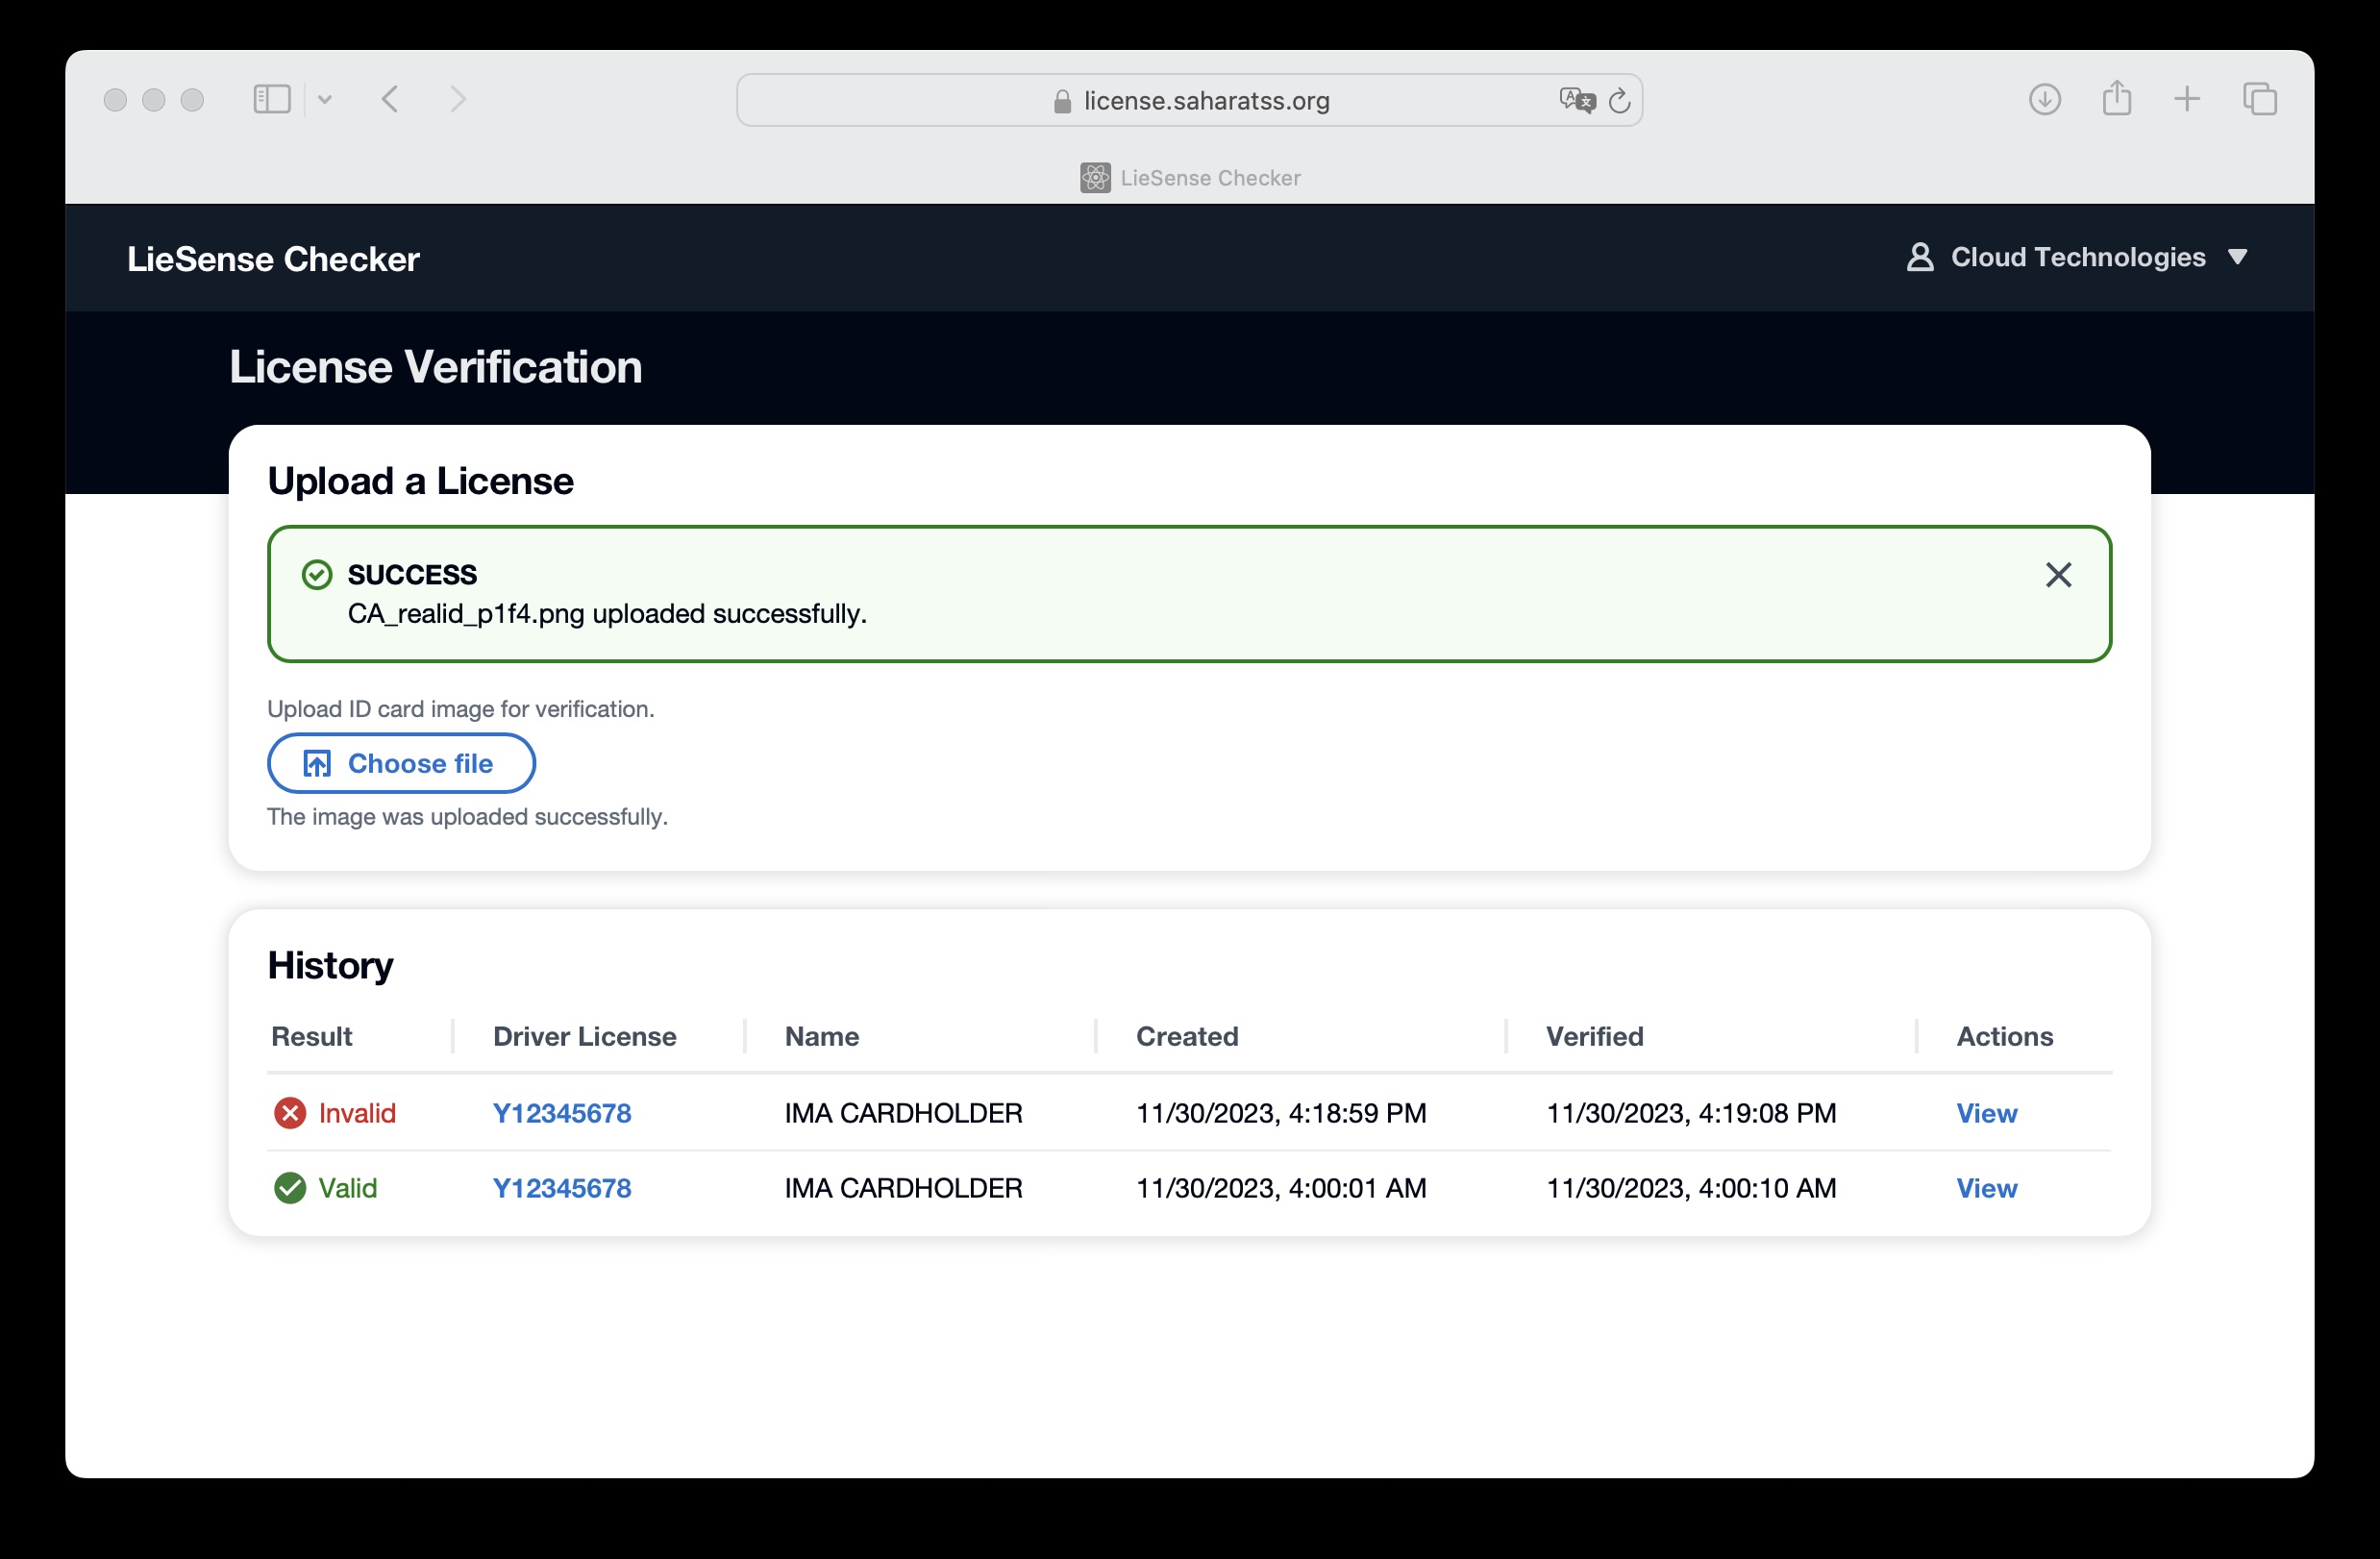 license.saharatss.org
LieSense Checker
LieSense Checker
Cloud Technologies
License Verification
Upload a License
SUCCESS
CA_realid_p1f4.png uploaded successfully.
Upload ID card image for verification.
Choose file
The image was uploaded successfully.
History
Result Driver License Name Created Verified Actions
Invalid Y12345678 IMA CARDHOLDER 11/30/2023, 4:18:59 PM 11/30/2023, 4:19:08 PM View
Valid Y12345678 IMA CARDHOLDER 11/30/2023, 4:00:01 AM 11/30/2023, 4:00:10 AM View